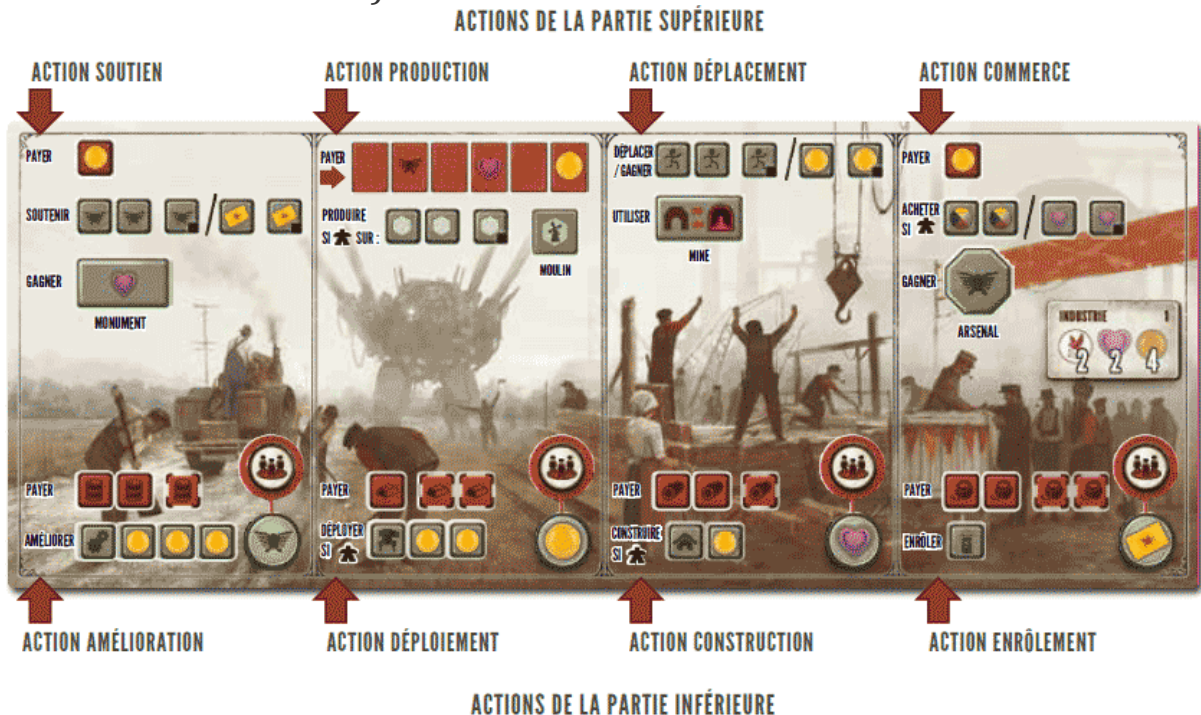 ACTIONS DE LA PARTIE SUPÉRIEURE
ACTION SOUTIEN
ACTION PRODUCTION
ACTION DÉPLACEMENT
ACTION COMMERCE
PAYER
SOUTENIR
/
GAGNER
MONUMENT
PAYER
PRODUIRE
SI SUR :
MOULIN
DÉPLACER
/ GAGNER
/
UTILISER
MINE
PAYER
ACHETER
SI
/
GAGNER
ARSENAL
INDUSTRIE 1
2 2 4
PAYER
AMÉLIORER
PAYER
DÉPLOYER
SI
PAYER
CONSTRUIRE
SI
PAYER
ENRÔLER
ACTION AMÉLIORATION
ACTION DÉPLOIEMENT
ACTION CONSTRUCTION
ACTION ENRÔLEMENT
ACTIONS DE LA PARTIE INFÉRIEURE